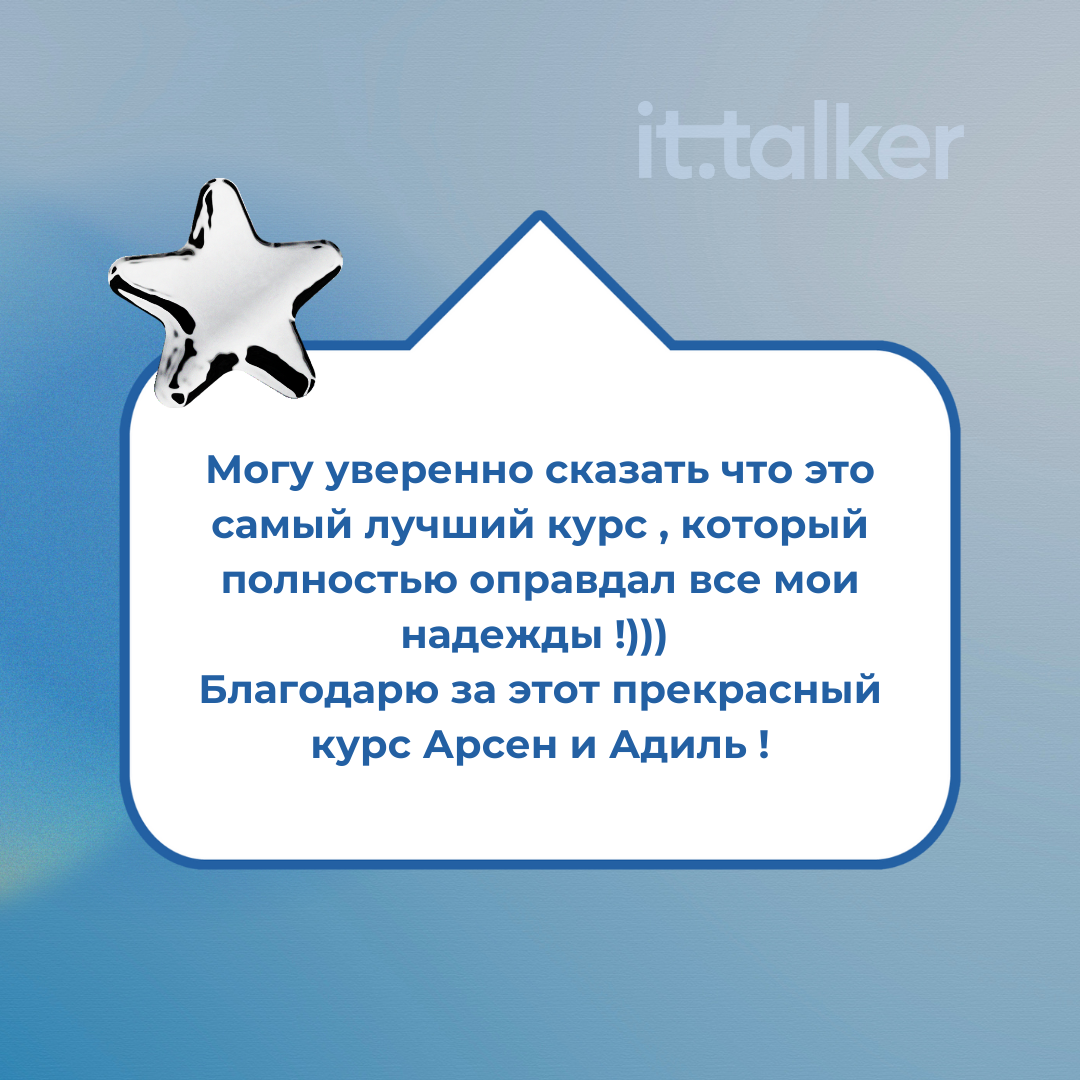 it.talker
Могу уверенно сказать что это
самый лучший курс , который
полностью оправдал все мои
надежды !)))
Благодарю за этот прекрасный
курс Арсен и Адиль !